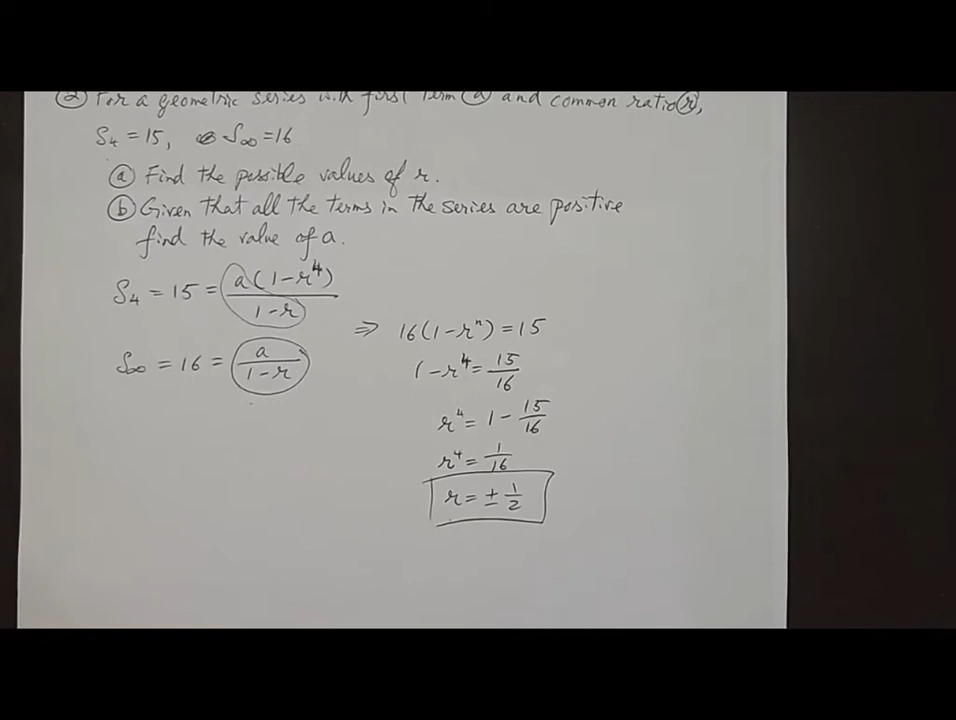 ② For a geometric series with first term ⓐ and common ratio ⓡ,
S₄ = 15, S∞ = 16
ⓐ Find the possible values of r.
ⓑ Given that all the terms in the series are positive
find the value of a.
S₄ = 15 = a(1-r⁴)/(1-r)
S∞ = 16 = a/(1-r)
⇒ 16(1-rⁿ) = 15
1-r⁴ = 15/16
r⁴ = 1 - 15/16
r⁴ = 1/16
r = ± 1/2